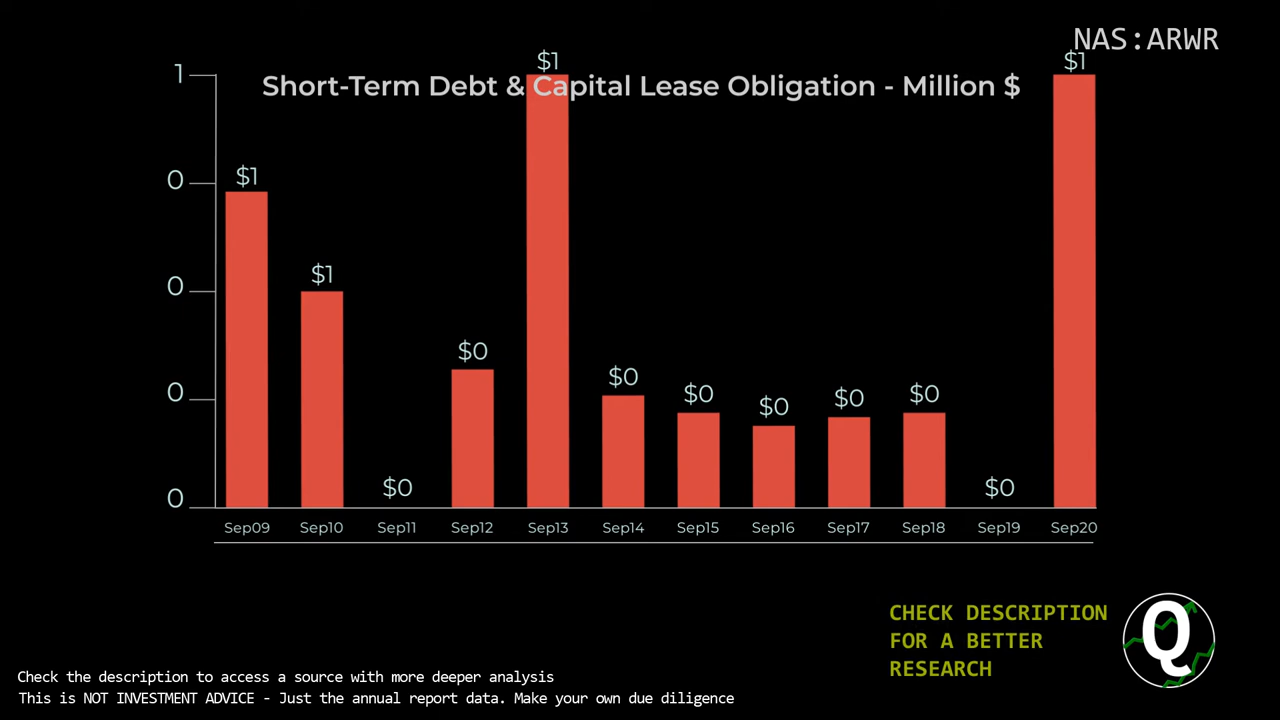 NAS:ARWR
Short-Term Debt & Capital Lease Obligation - Million $
1
0
0
0
0
$1
$1
$0
$0
$1
$0
$0
$0
$0
$0
$0
$1
Sep09
Sep10
Sep11
Sep12
Sep13
Sep14
Sep15
Sep16
Sep17
Sep18
Sep19
Sep20
CHECK DESCRIPTION
FOR A BETTER
RESEARCH
Q
Check the description to access a source with more deeper analysis
This is NOT INVESTMENT ADVICE - Just the annual report data. Make your own due diligence